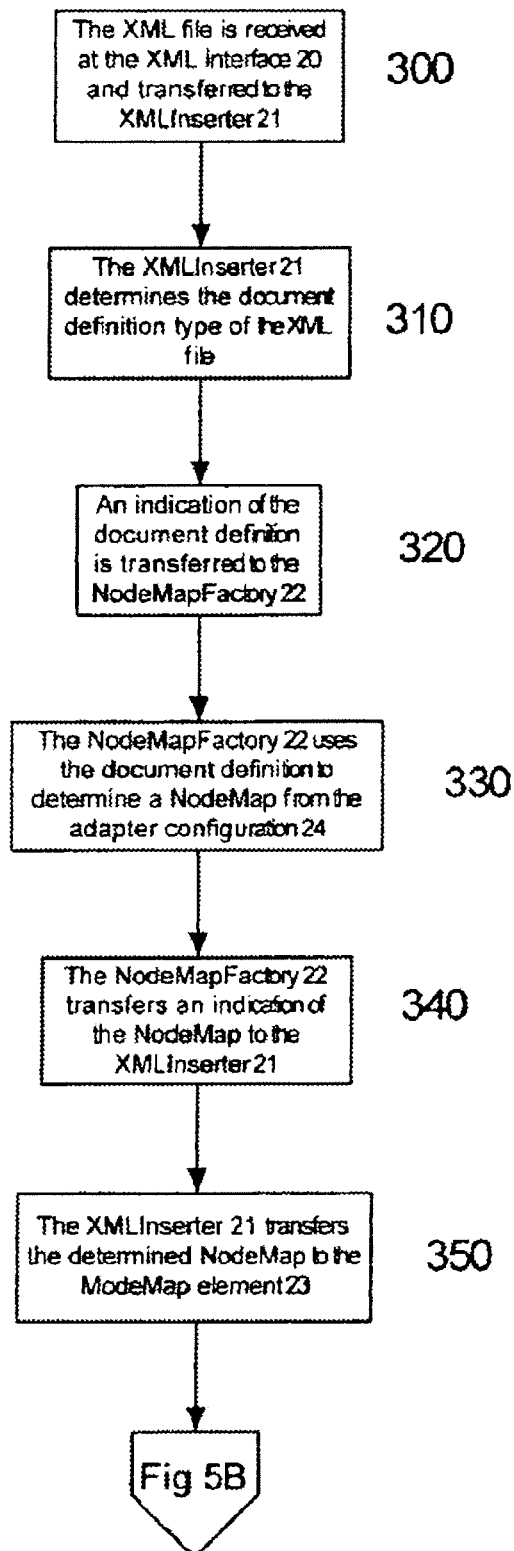 The XML file is received
at the XML Interface 20
and transferred to the
XMLInserter 21
300
The XMLInserter 21
determines the document
definition type of the XML
file
310
An indication of the
document definition
is transferred to the
NodeMapFactory 22
320
The NodeMapFactory 22 uses
the document definition to
determine a NodeMap from the
adapter configuration 24
330
The NodeMapFactory 22
transfers an indication of
the NodeMap to the
XMLInserter 21
340
The XMLInserter 21 transfers
the determined NodeMap to the
ModeMap element 23
350
Fig 5B